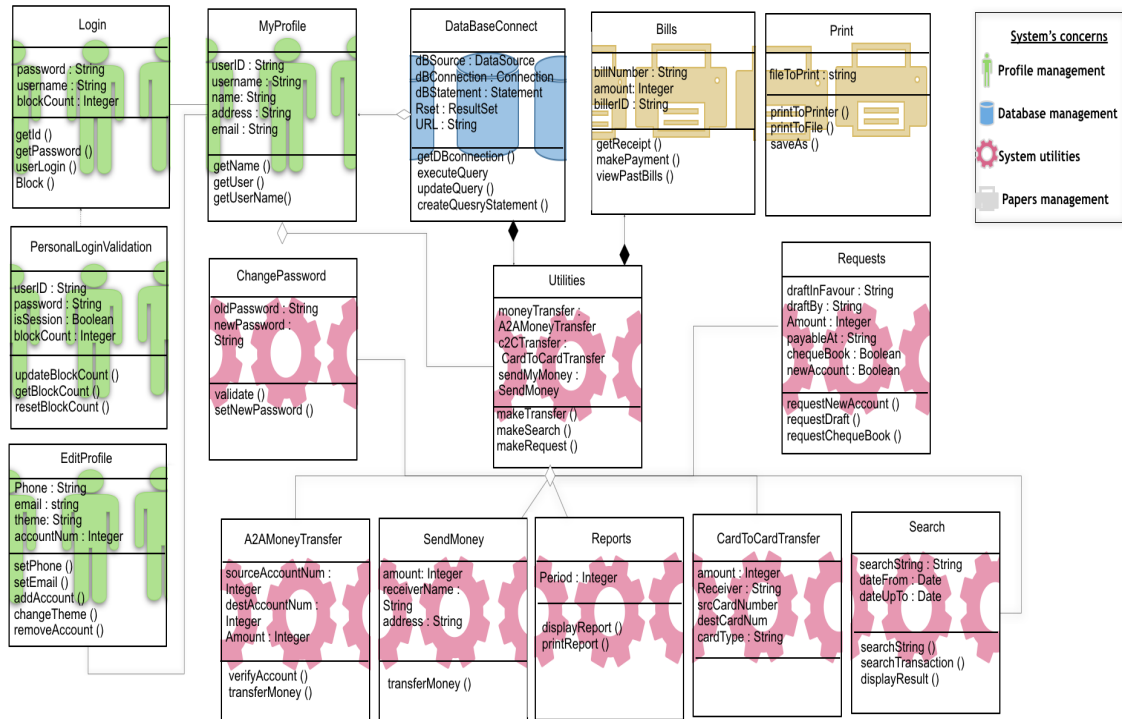 Login
password : String
username : String
blockCount : Integer
getId ()
getPassword ()
userLogin ()
Block ()
MyProfile
userID : String
username : String
name: String
address : String
email : String
getName ()
getUser ()
getUserName()
DataBaseConnect
dBSource : DataSource
dBConnection : Connection
dBStatement : Statement
Rset : ResultSet
URL : String
getDBconnection ()
executeQuery
updateQuery ()
createQuesryStatement ()
Bills
billNumber : String
amount: Integer
billerID : String
getReceipt ()
makePayment ()
viewPastBills ()
Print
fileToPrint : string
printToPrinter ()
printToFile ()
saveAs ()
System's concerns
Profile management
Database management
System utilities
Papers management
PersonalLoginValidation
userID : String
password : String
isSession : Boolean
blockCount : Integer
updateBlockCount ()
getBlockCount ()
resetBlockCount ()
ChangePassword
oldPassword : String
newPassword :
String
validate ()
setNewPassword ()
Utilities
moneyTransfer :
A2AMoneyTransfer
c2CTransfer :
CardToCardTransfer
sendMyMoney :
SendMoney
makeTransfer ()
makeSearch ()
makeRequest ()
Requests
draftInFavour : String
draftBy : String
Amount : Integer
payableAt : String
chequeBook : Boolean
newAccount : Boolean
requestNewAccount ()
requestDraft ()
requestChequeBook ()
EditProfile
Phone : String
email : string
theme: String
accountNum : Integer
setPhone ()
setEmail ()
addAccount ()
changeTheme ()
removeAccount ()
A2AMoneyTransfer
sourceAccountNum :
Integer
destAccountNum :
Integer
Amount : Integer
verifyAccount ()
transferMoney ()
SendMoney
amount: Integer
receiverName :
String
address : String
transferMoney ()
Reports
Period : Integer
displayReport ()
printReport ()
CardToCardTransfer
amount : Integer
Receiver : String
srcCardNumber
destCardNum
cardType : String
Search
searchString : String
dateFrom : Date
dateUpTo : Date
searchString ()
searchTransaction ()
displayResult ()